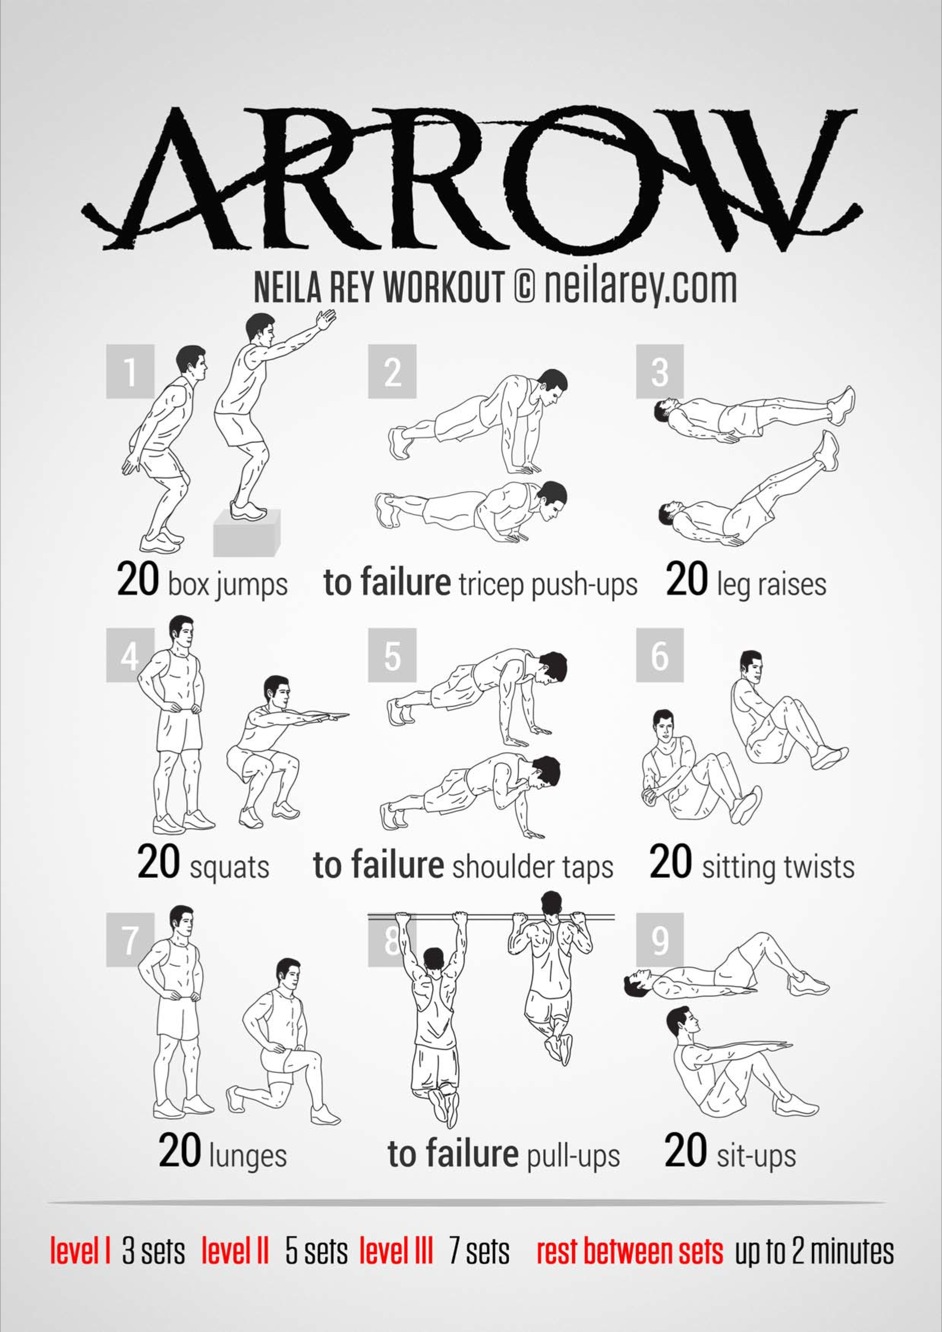 ARROW
NEILA REY WORKOUT © neilarey.com
1
2
3
20 box jumps
to failure tricep push-ups
20 leg raises
4
5
6
20 squats
to failure shoulder taps
20 sitting twists
7
8
9
20 lunges
to failure pull-ups
20 sit-ups
level I 3 sets level II 5 sets level III 7 sets rest between sets up to 2 minutes